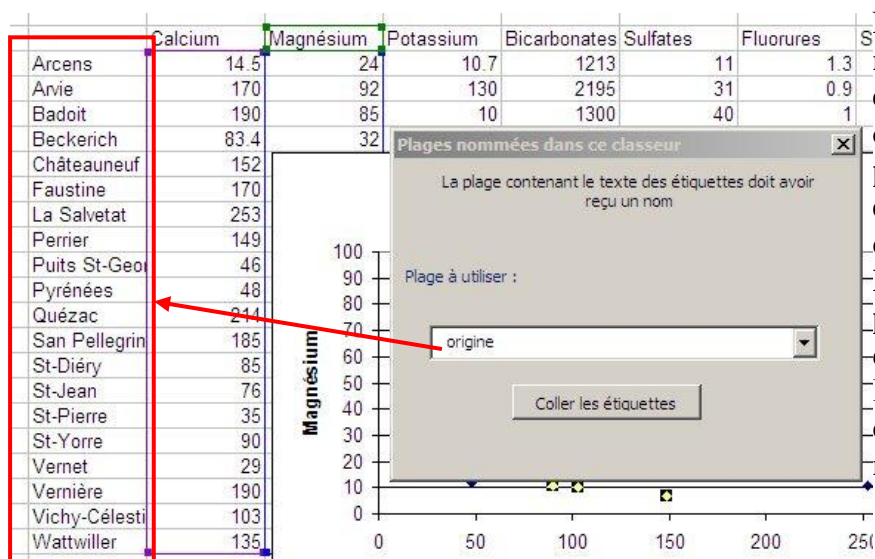 Calcium Magnésium Potassium Bicarbonates Sulfates Fluorures S
Arcens 14.5 24 10.7 1213 11 1.3
Arvie 170 92 130 2195 31 0.9
Badoit 190 85 10 1300 40 1
Beckerich 83.4 32
Châteauneuf 152
Faustine 170
La Salvetat 253
Perrier 149
Puits St-Geor 46
Pyrénées 48
Quézac 214
San Pellegrin 185
St-Diéry 85
St-Jean 76
St-Pierre 35
St-Yorre 90
Vernet 29
Vernière 190
Vichy-Célesti 103
Wattwiller 135
Plages nommées dans ce classeur
La plage contenant le texte des étiquettes doit avoir
reçu un nom
Plage à utiliser :
origine
Coller les étiquettes
Magnésium
100
90
80
70
60
50
40
30
20
10
0
0 50 100 150 200 250